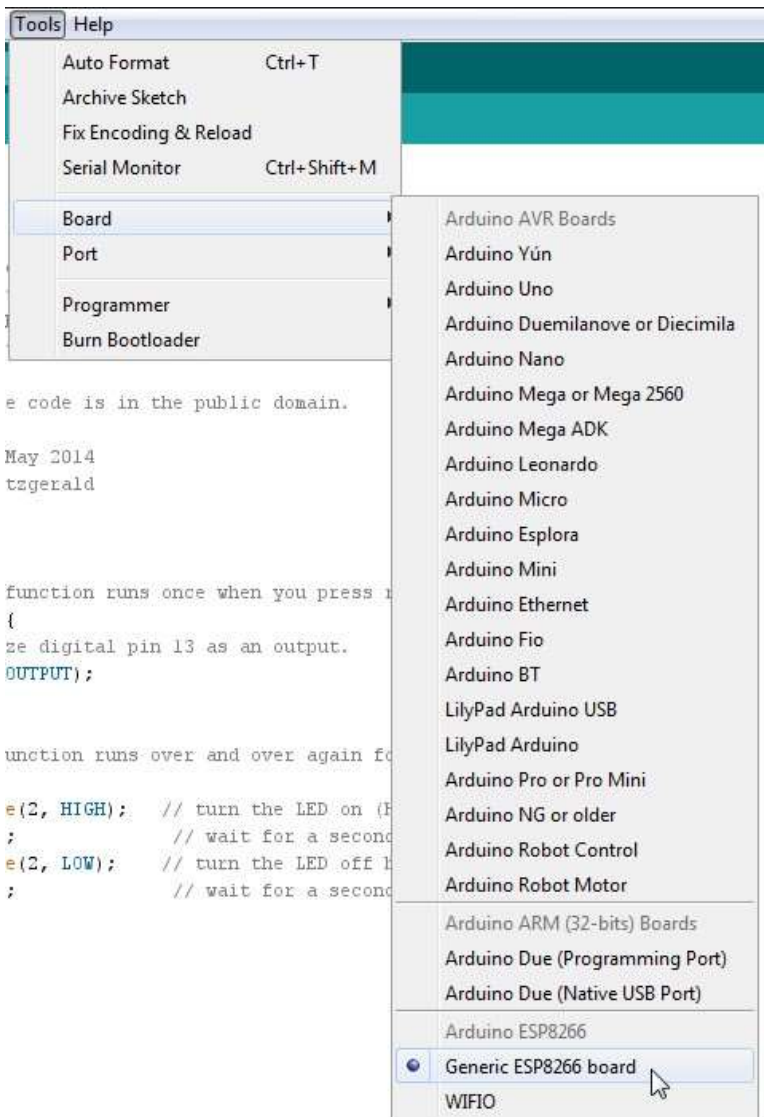 Tools Help
Auto Format Ctrl+T
Archive Sketch
Fix Encoding & Reload
Serial Monitor Ctrl+Shift+M
Board
Port
Programmer
Burn Bootloader
Arduino AVR Boards
Arduino Yún
Arduino Uno
Arduino Duemilanove or Diecimila
Arduino Nano
Arduino Mega or Mega 2560
Arduino Mega ADK
Arduino Leonardo
Arduino Micro
Arduino Esplora
Arduino Mini
Arduino Ethernet
Arduino Fio
Arduino BT
LilyPad Arduino USB
LilyPad Arduino
Arduino Pro or Pro Mini
Arduino NG or older
Arduino Robot Control
Arduino Robot Motor
Arduino ARM (32-bits) Boards
Arduino Due (Programming Port)
Arduino Due (Native USB Port)
Arduino ESP8266
Generic ESP8266 board
WIFIO
e code is in the public domain.
May 2014
tzgerald
function runs once when you press
{
ze digital pin 13 as an output.
OUTPUT);
unction runs over and over again fo
e(2, HIGH); // turn the LED on (H
; // wait for a second
e(2, LOW); // turn the LED off b
; // wait for a second